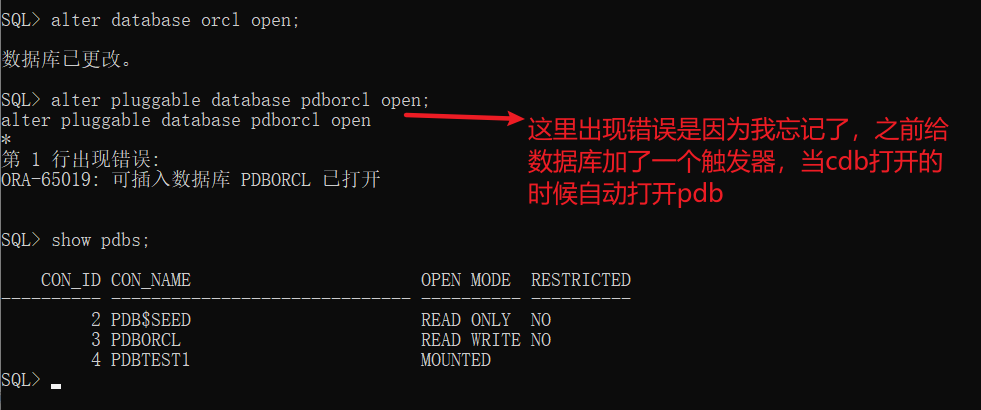 SQL> alter database orcl open;
数据库已更改。
SQL> alter pluggable database pdborcl open;
alter pluggable database pdborcl open
*
第 1 行出现错误:
ORA-65019: 可插入数据库 PDBORCL 已打开
这里出现错误是因为我忘记了，之前给
数据库加了一个触发器，当cdb打开的
时候自动打开pdb
SQL> show pdbs;
    CON_ID CON_NAME                       OPEN MODE  RESTRICTED
---------- ------------------------------ ---------- ----------
         2 PDB$SEED                       READ ONLY  NO
         3 PDBORCL                        READ WRITE NO
         4 PDBTEST1                       MOUNTED
SQL>